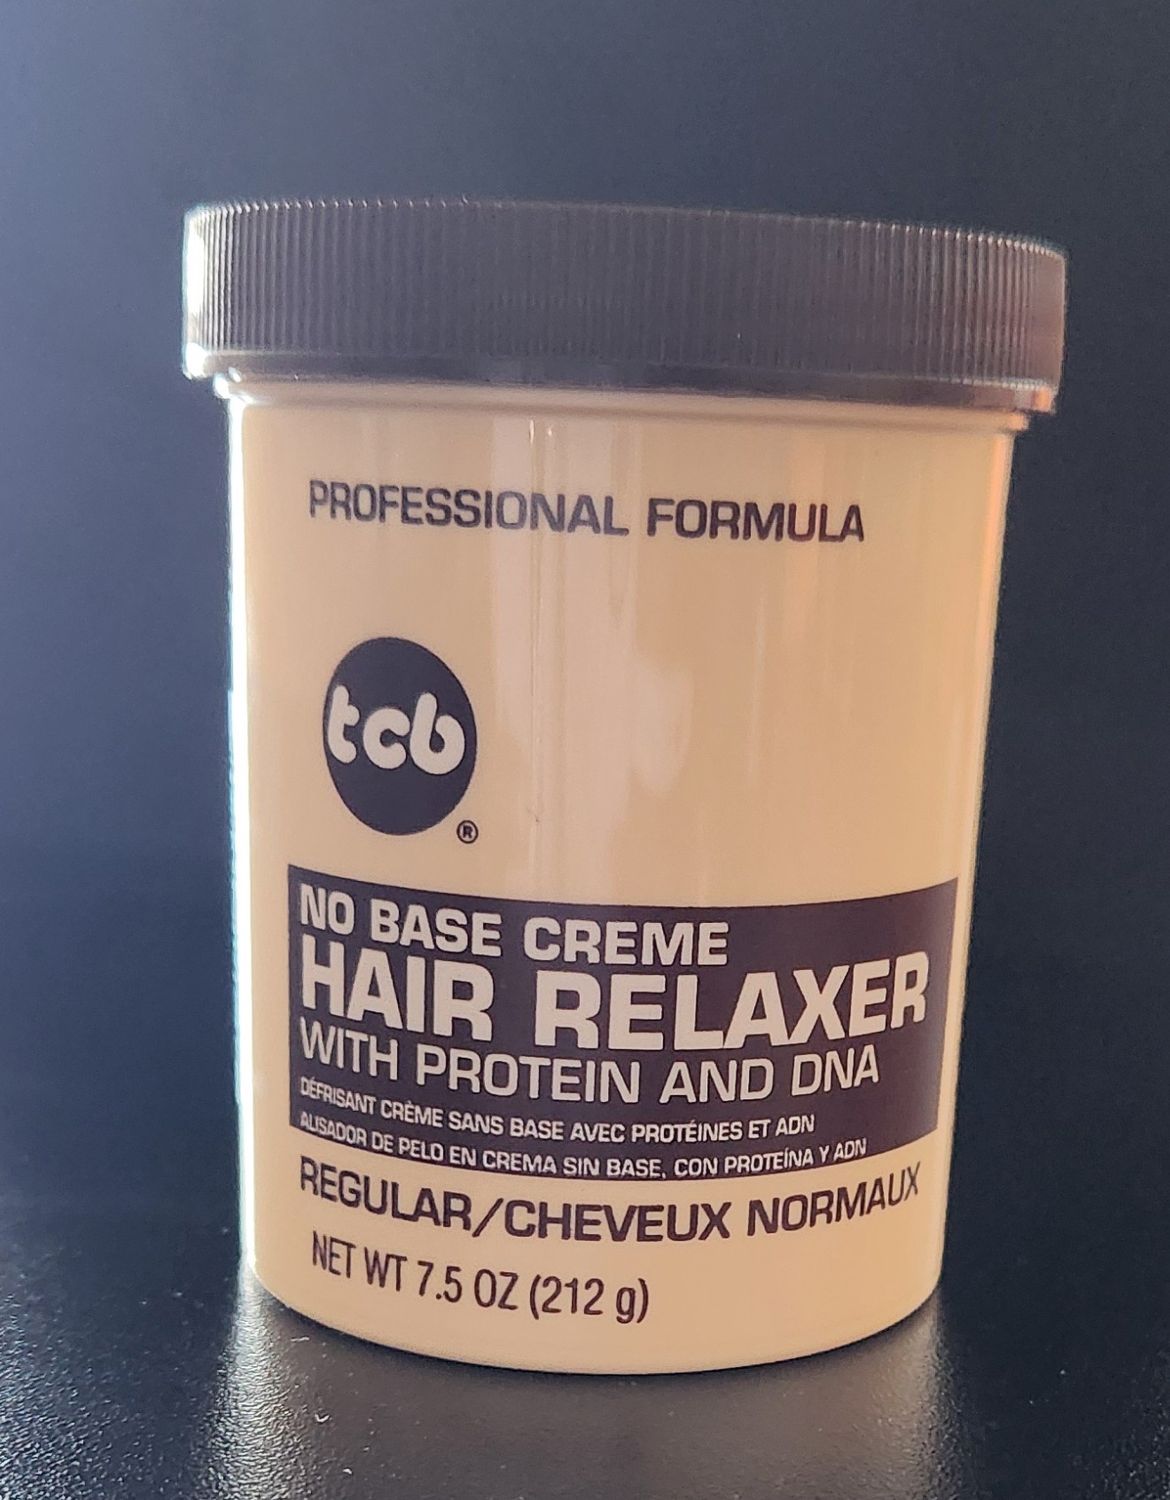 PROFESSIONAL FORMULA
tcb
®
NO BASE CREME
HAIR RELAXER
WITH PROTEIN AND DNA
DÉFRISANT CRÈME SANS BASE AVEC PROTÉINES ET ADN
ALISADOR DE PELO EN CREMA SIN BASE, CON PROTEÍNA Y ADN
REGULAR/CHEVEUX NORMAUX
NET WT 7.5 OZ (212 g)